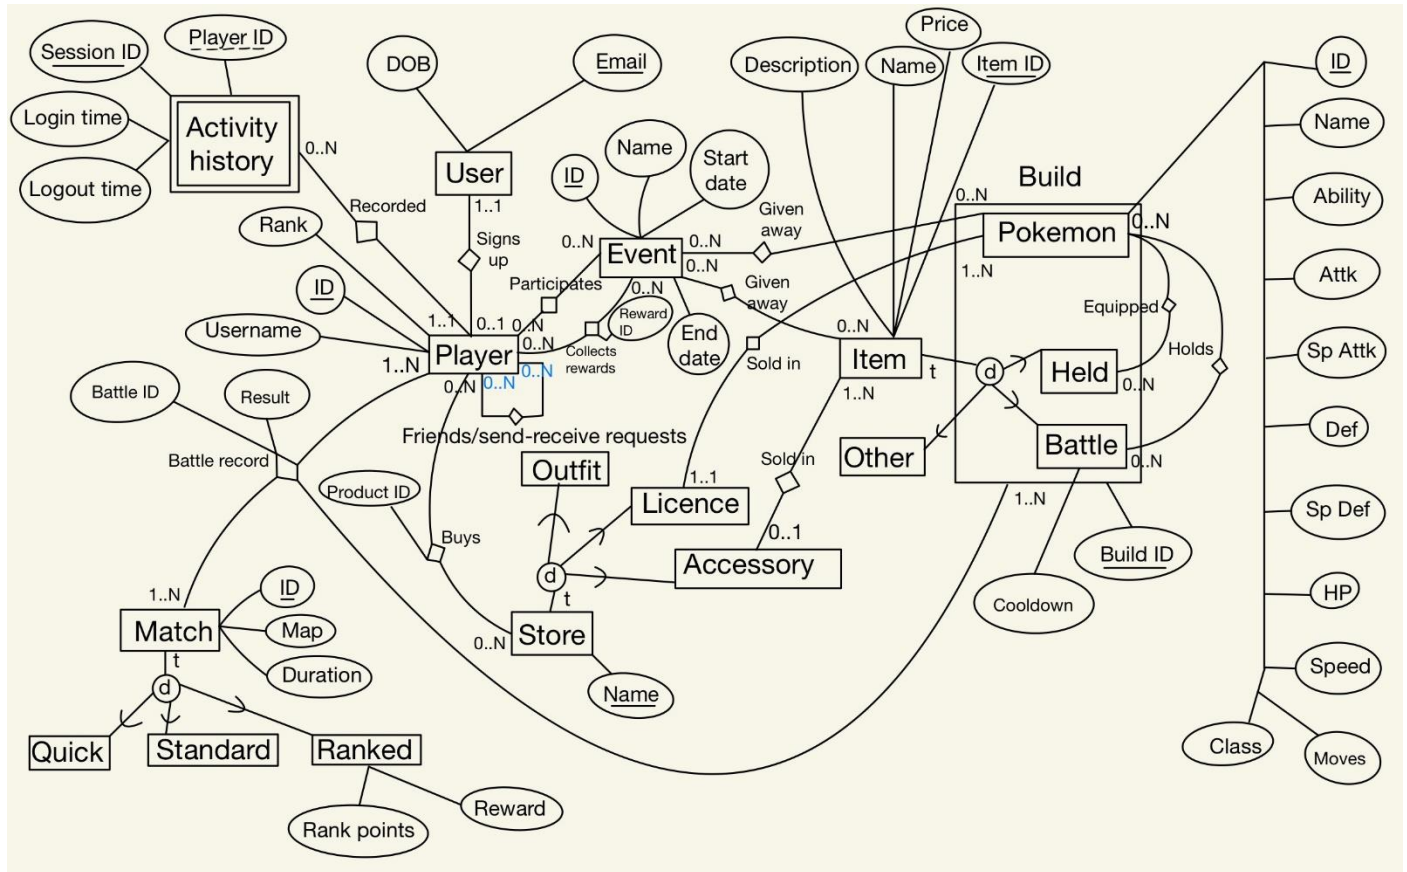 Session ID
Player ID
Login time
Logout time
Activity
history
0..N
Recorded
DOB
Email
User
1..1
Signs
up
Rank
ID
Username
1..1
0..1
0..N
Player
1..N
0..N
0..N
0..N
0..N
Friends/send-receive requests
ID
Name
Start
date
0..N
Event
0..N
0..N
0..N
Participates
Reward
ID
Collects
rewards
End
date
Given
away
Given
away
Description
Name
Price
Item ID
0..N
Item
t
1..N
Sold in
Sold in
Build
0..N
Pokemon
0..N
1..N
Equipped
Holds
d
Held
0..N
Other
Battle
0..N
1..N
Build ID
Cooldown
ID
Name
Ability
Attk
Sp Attk
Def
Sp Def
HP
Speed
Class
Moves
Battle ID
Result
Battle record
Product ID
Buys
Outfit
1..1
Licence
0..1
Accessory
d
t
0..N
Store
Name
1..N
Match
t
d
ID
Map
Duration
Quick
Standard
Ranked
Rank points
Reward